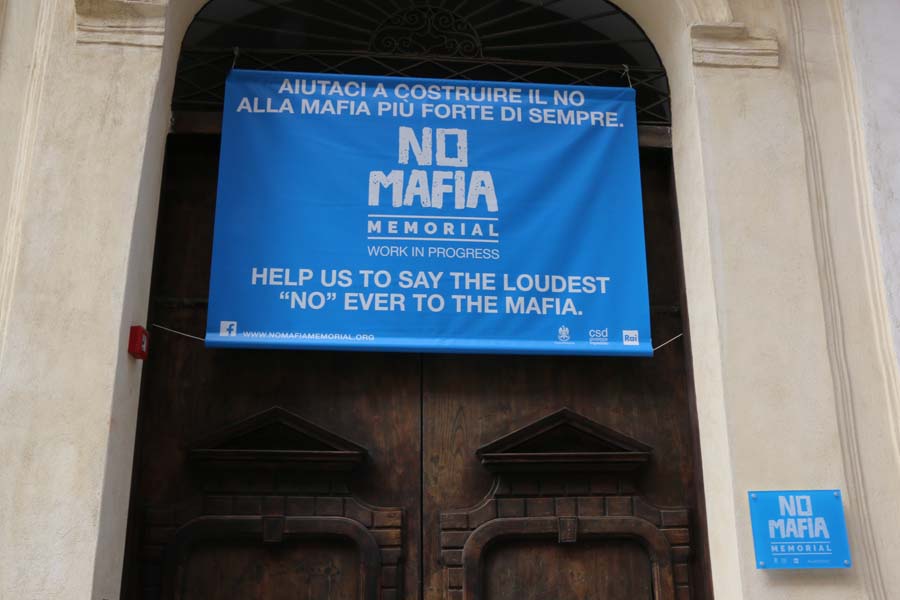 AIUTACI A COSTRUIRE IL NO
ALLA MAFIA PIÙ FORTE DI SEMPRE.
NO
MAFIA
MEMORIAL
WORK IN PROGRESS
HELP US TO SAY THE LOUDEST
"NO" EVER TO THE MAFIA.
f WWW.NOMAFIAMEMORIAL.ORG
csd
Rai
NO
MAFIA
MEMORIAL